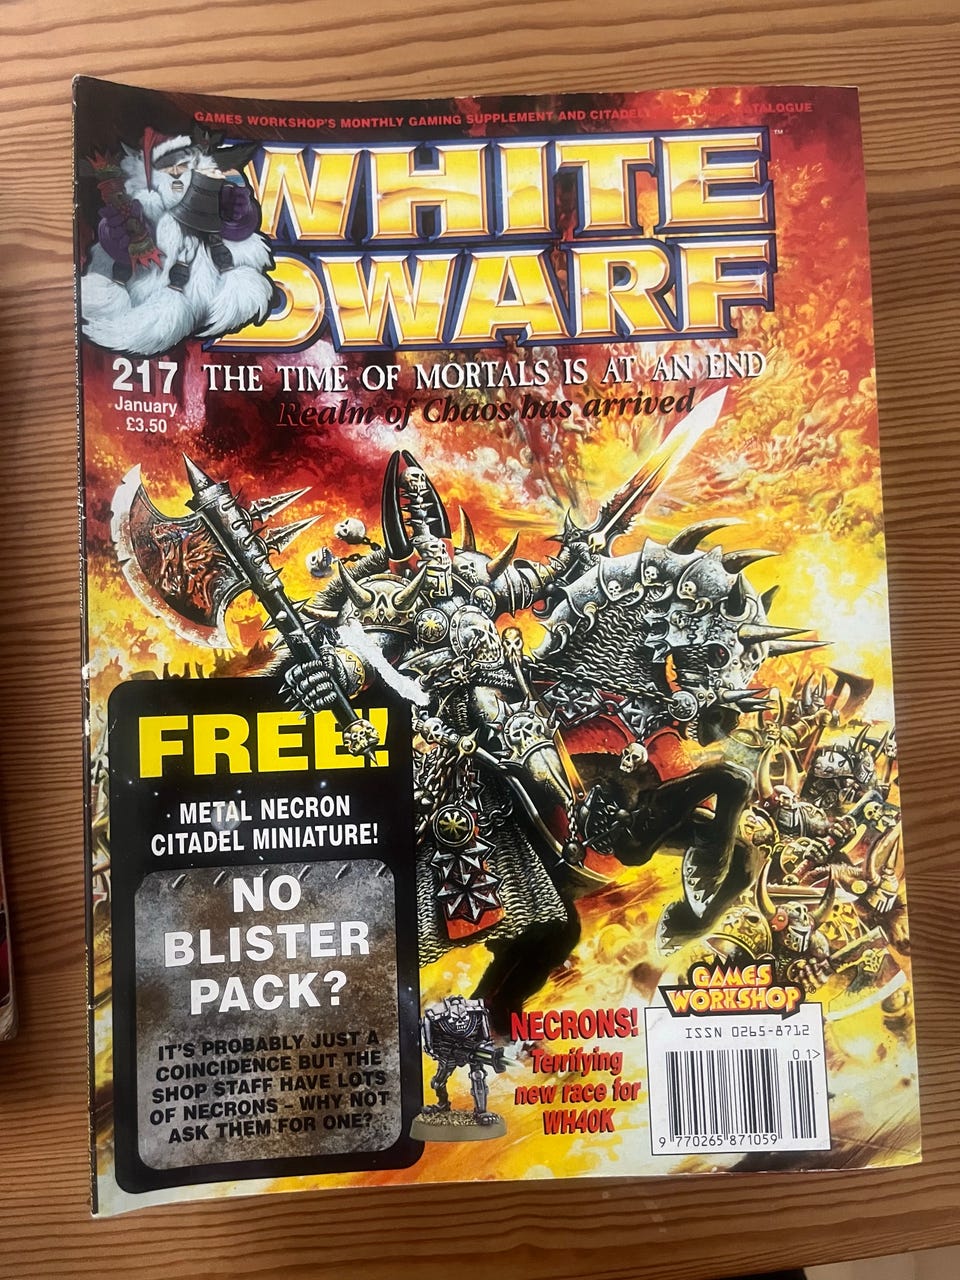 GAMES WORKSHOP'S MONTHLY GAMING SUPPLEMENT AND CITADEL CATALOGUE
WHITE
DWARF
™
217
January
£3.50
THE TIME OF MORTALS IS AT AN END
Realm of Chaos has arrived
FREE!
METAL NECRON
CITADEL MINIATURE!
NO
BLISTER
PACK?
IT'S PROBABLY JUST A
COINCIDENCE BUT THE
SHOP STAFF HAVE LOTS
OF NECRONS – WHY NOT
ASK THEM FOR ONE?
NECRONS!
Terrifying
new race for
WH40K
GAMES
WORKSHOP
ISSN 0265-8712
01>
9 770265 871059